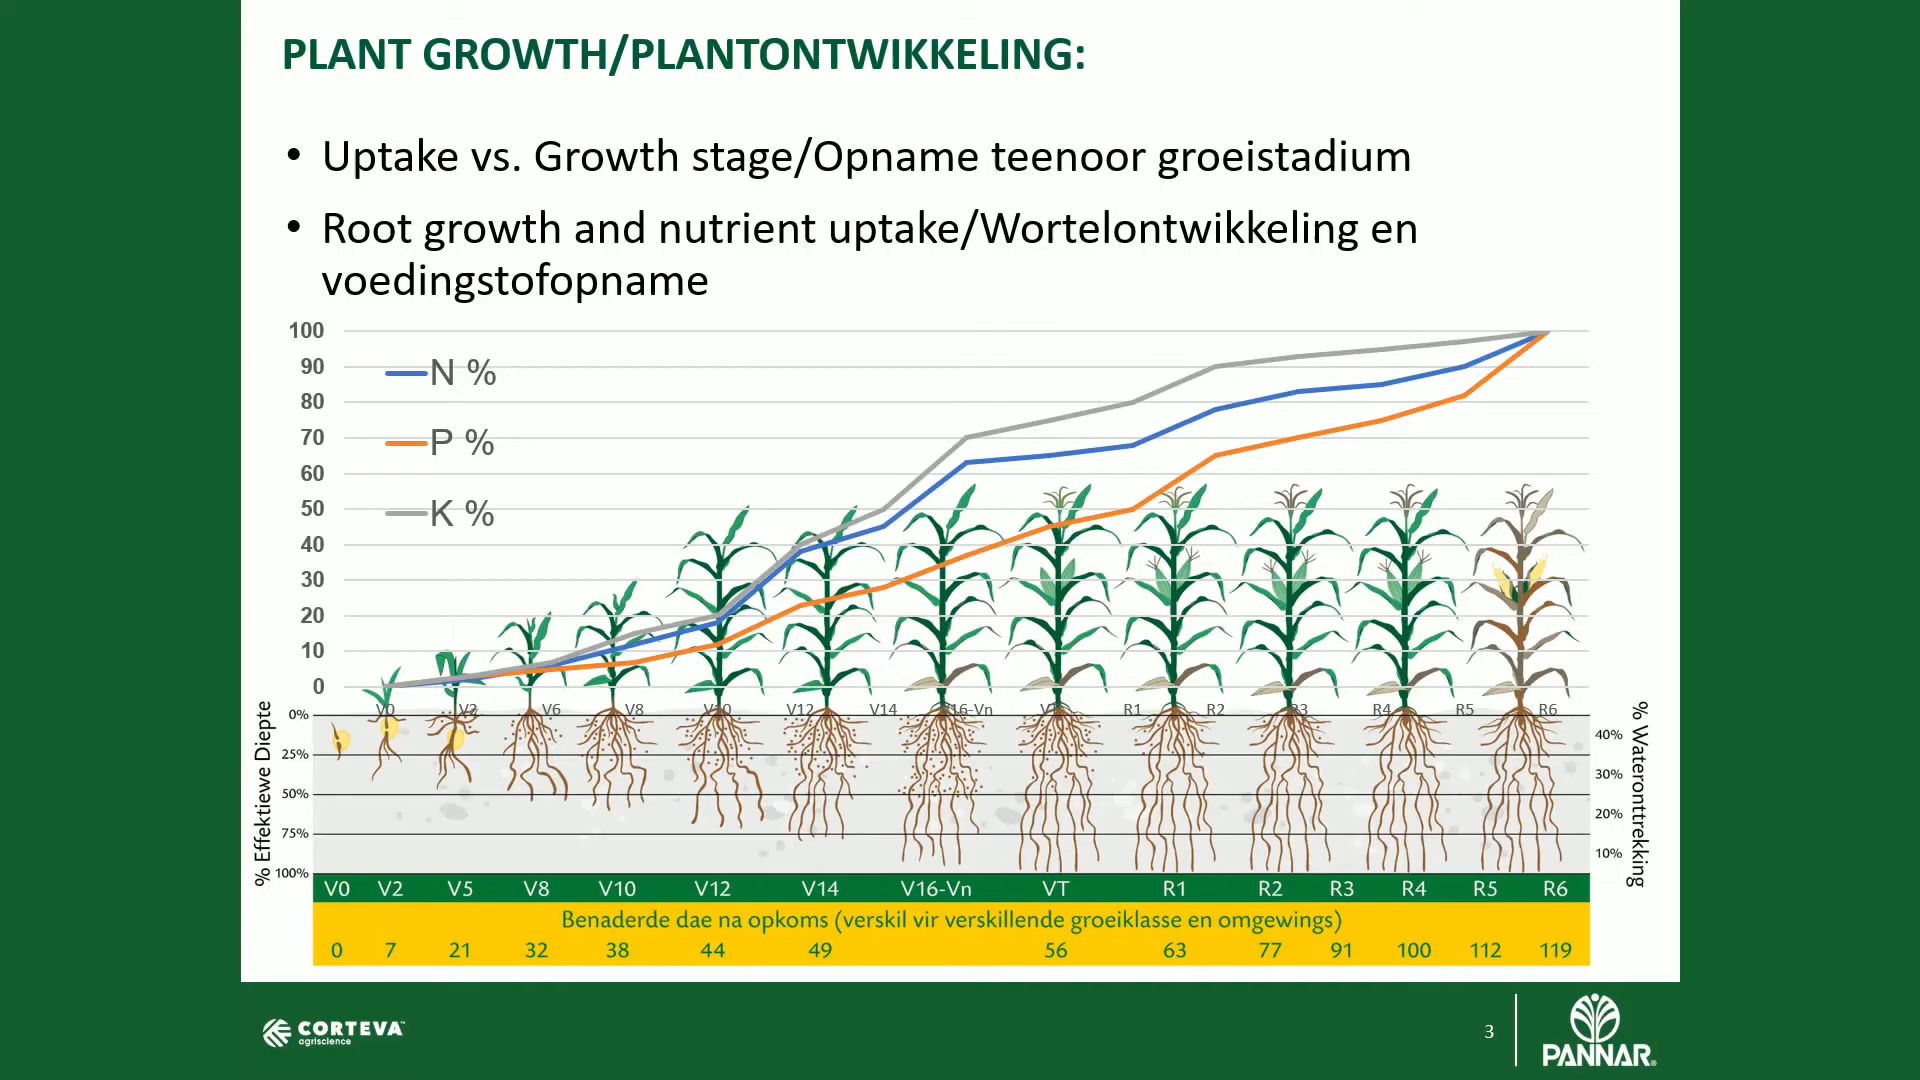 PLANT GROWTH/PLANTONTWIKKELING:
• Uptake vs. Growth stage/Opname teenoor groeistadium
• Root growth and nutrient uptake/Wortelontwikkeling en
voedingstofopname
100
90
80
70
60
50
40
30
20
10
0
N %
P %
K %
V0 V2 V6 V8 V10 V12 V14 V16-Vn R1 R2 R3 R4 R5 R6
% Effektiewe Diepte
0%
25%
50%
75%
100%
% Wateronttrekking
40%
30%
20%
10%
V0 V2 V5 V8 V10 V12 V14 V16-Vn VT R1 R2 R3 R4 R5 R6
Benaderde dae na opkoms (verskil vir verskillende groeiklasse en omgewings)
0 7 21 32 38 44 49 56 63 77 91 100 112 119
CORTEVA™
agriscience
3
PANNAR®